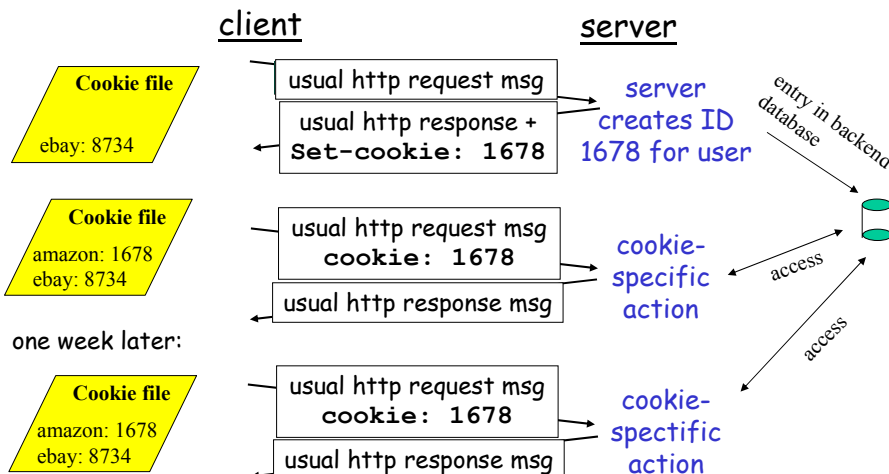 client
server
Cookie file
ebay: 8734
usual http request msg
usual http response +
Set-cookie: 1678
server
creates ID
1678 for user
entry in backend
database
Cookie file
amazon: 1678
ebay: 8734
usual http request msg
cookie: 1678
usual http response msg
cookie-
specific
action
access
access
one week later:
Cookie file
amazon: 1678
ebay: 8734
usual http request msg
cookie: 1678
usual http response msg
cookie-
spectific
action